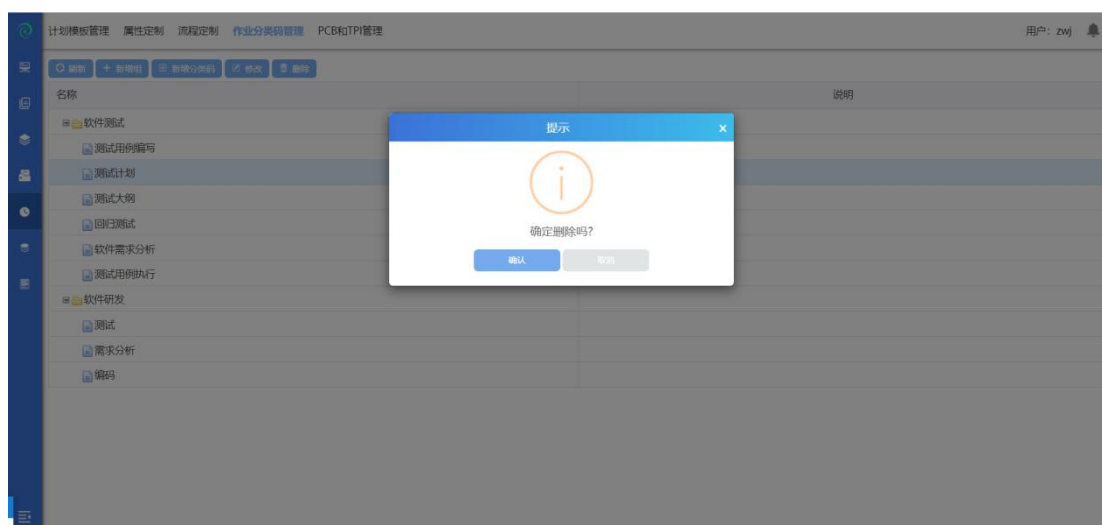 计划模板管理 属性定制 流程定制 作业分类码管理 PCB和TPI管理 用户：zwj
刷新 新增组 新增分类码 修改 删除
名称 说明
软件测试
测试用例编写
测试计划
测试大纲
回归测试
软件需求分析
测试用例执行
软件研发
测试
需求分析
编码
提示
确定删除吗?
确认 取消